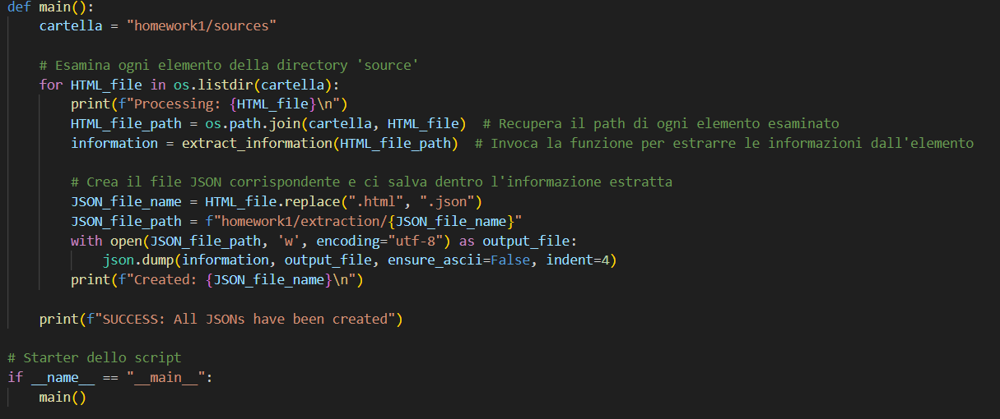 def main():
    cartella = "homework1/sources"
    # Esamina ogni elemento della directory 'source'
    for HTML_file in os.listdir(cartella):
        print(f"Processing: {HTML_file}\n")
        HTML_file_path = os.path.join(cartella, HTML_file)  # Recupera il path di ogni elemento esaminato
        information = extract_information(HTML_file_path)  # Invoca la funzione per estrarre le informazioni dall'elemento
        # Crea il file JSON corrispondente e ci salva dentro l'informazione estratta
        JSON_file_name = HTML_file.replace(".html", ".json")
        JSON_file_path = f"homework1/extraction/{JSON_file_name}"
        with open(JSON_file_path, 'w', encoding="utf-8") as output_file:
            json.dump(information, output_file, ensure_ascii=False, indent=4)
        print(f"Created: {JSON_file_name}\n")
    print(f"SUCCESS: All JSONs have been created")
# Starter dello script
if __name__ == "__main__":
    main()